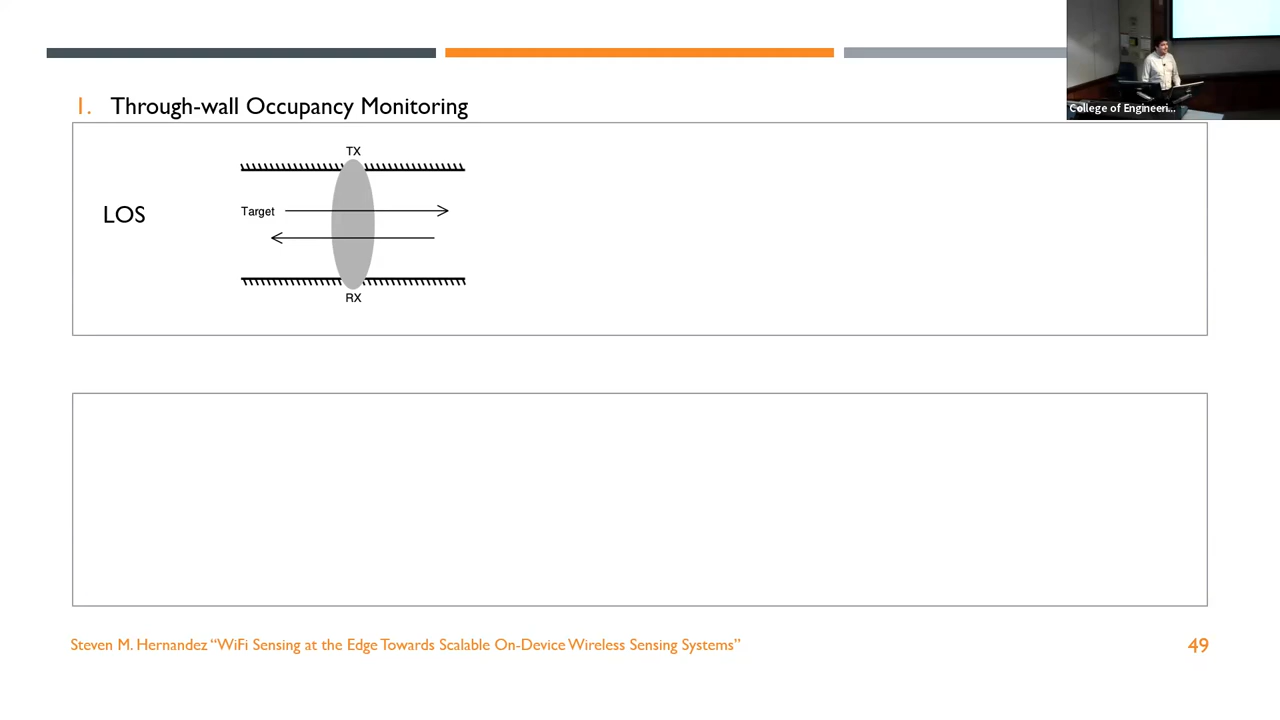 College of Engineeri...
1. Through-wall Occupancy Monitoring
TX
LOS
Target
RX
Steven M. Hernandez “WiFi Sensing at the Edge Towards Scalable On-Device Wireless Sensing Systems”
49